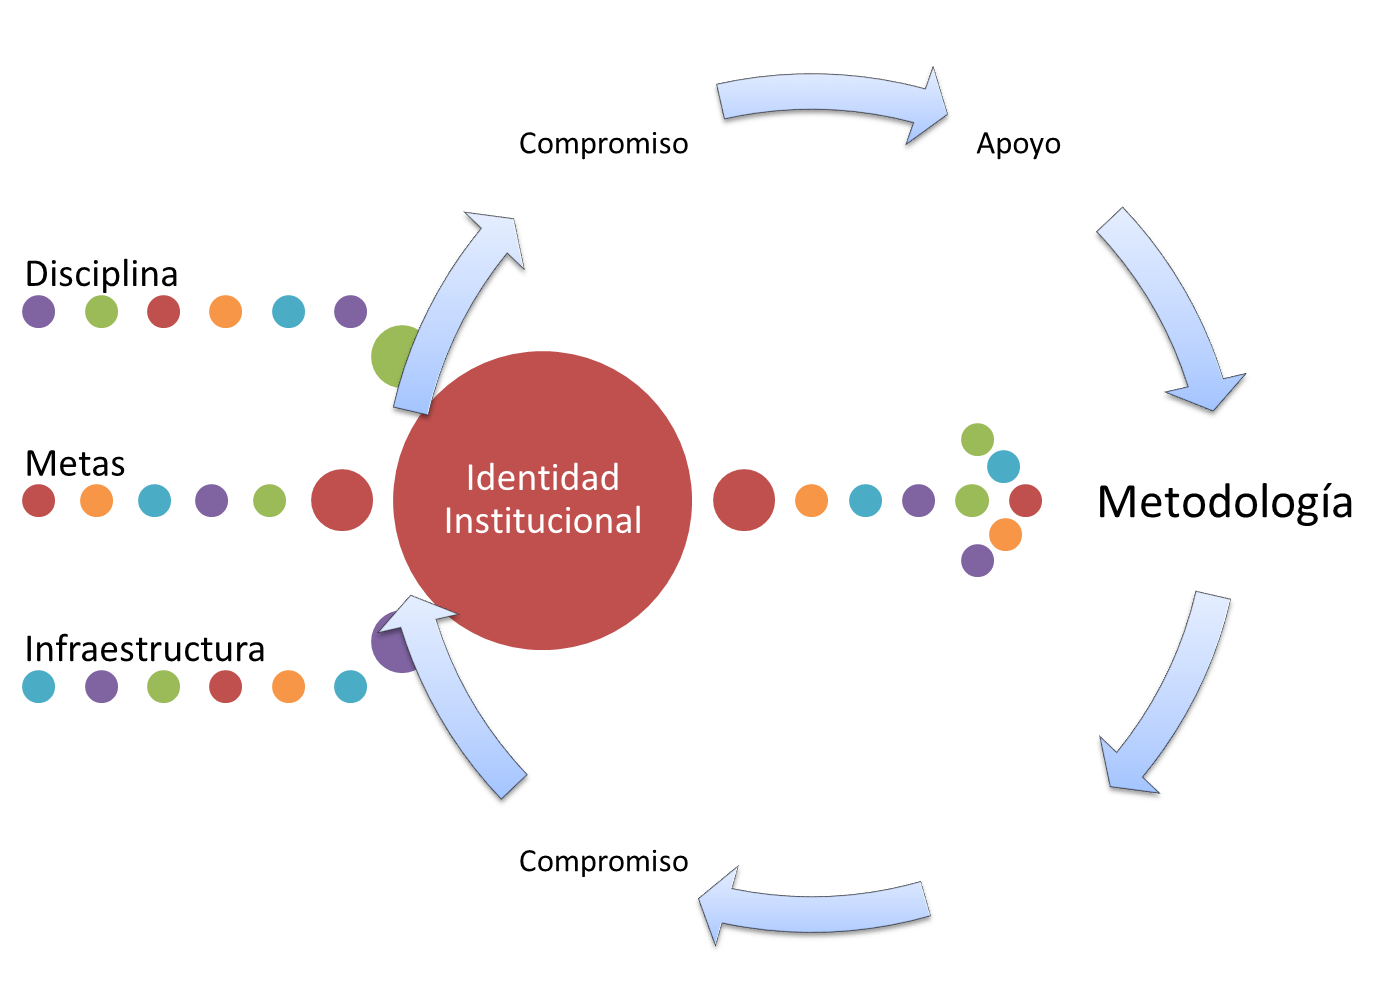 Compromiso
Apoyo
Disciplina
Metas
Identidad
Institucional
Metodología
Infraestructura
Compromiso